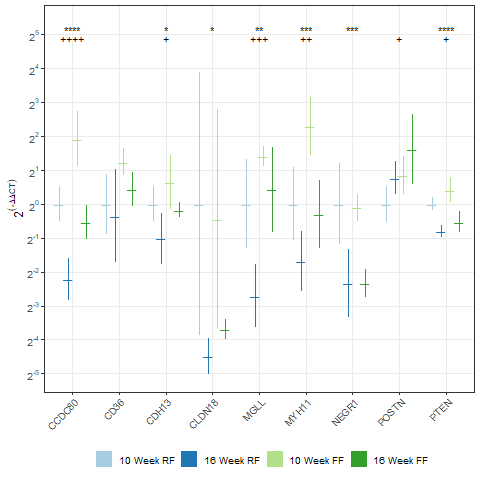 2^(-ΔΔCT)
2^5
2^4
2^3
2^2
2^1
2^0
2^-1
2^-2
2^-3
2^-4
2^-5
**** * * ** *** *** ****
++++ + +++ ++ + +
CCDC80 CD36 CDH13 CLDN18 MGLL MYH11 NEGR1 POSTN PTEN
10 Week RF 16 Week RF 10 Week FF 16 Week FF